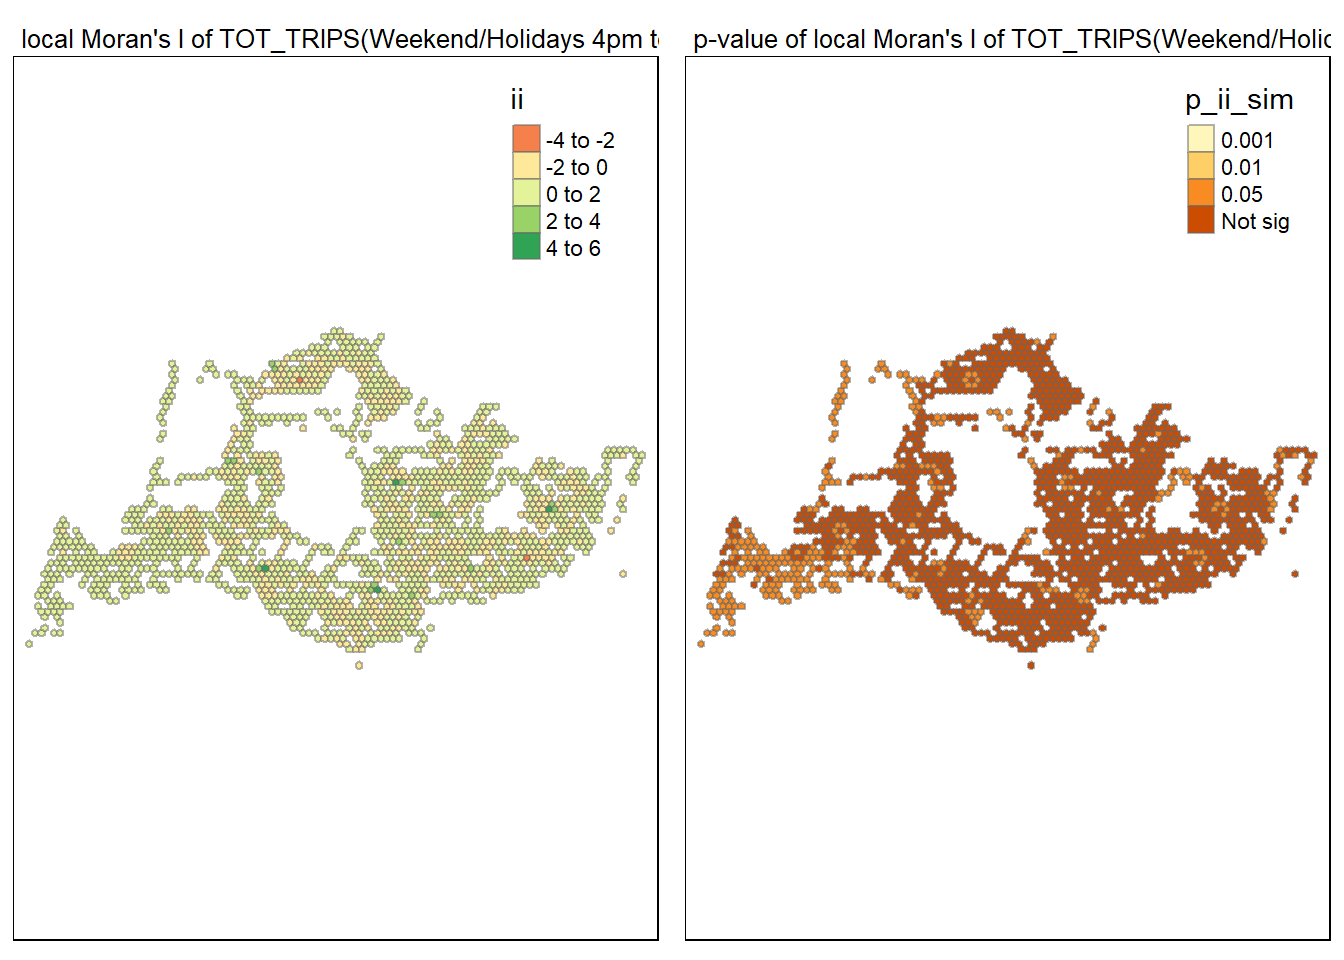 local Moran's I of TOT_TRIPS(Weekend/Holidays 4pm
p-value of local Moran's I of TOT_TRIPS(Weekend/
ii
-4 to -2
-2 to 0
0 to 2
2 to 4
4 to 6
p_ii_sim
0.001
0.01
0.05
Not sig